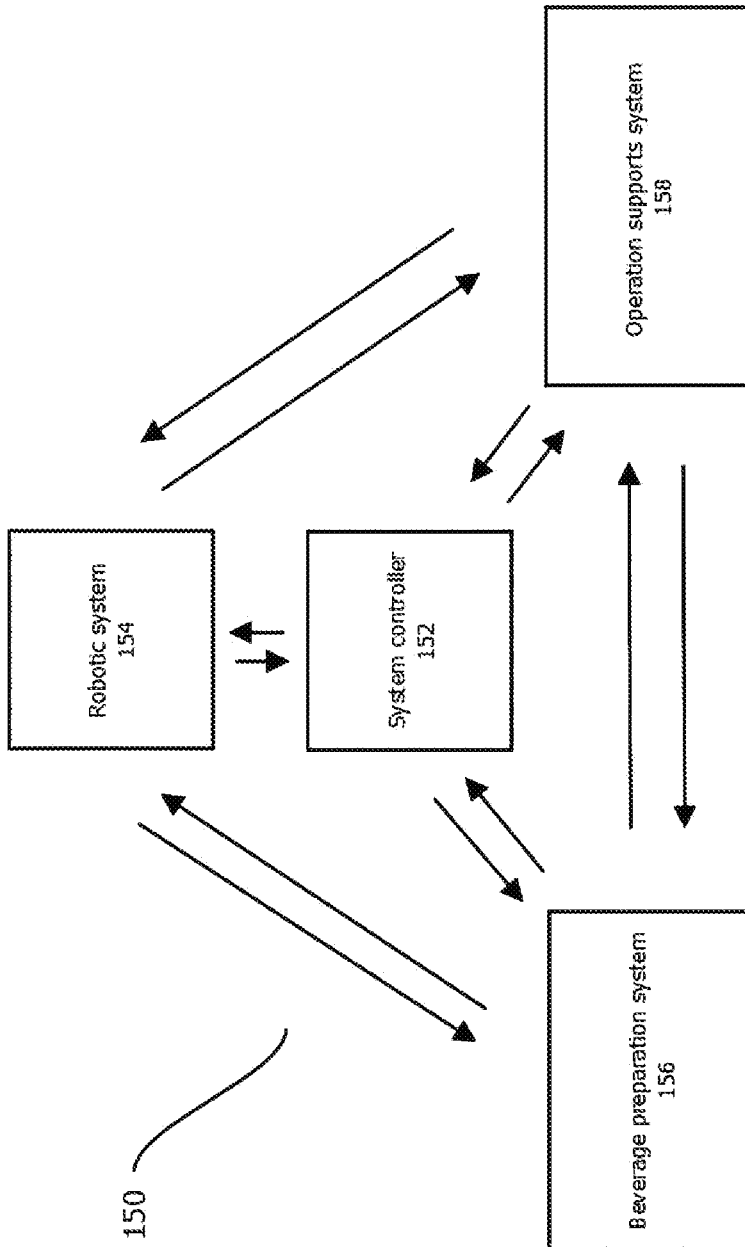 150
Robotic system
154
System controller
152
Beverage preparation system
156
Operation supports system
158